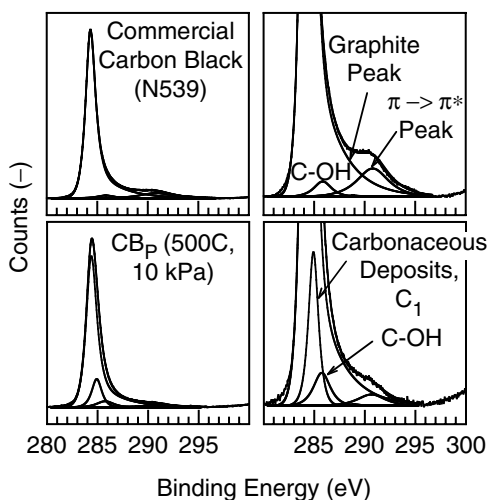 Commercial
Carbon Black
(N539)
Graphite
Peak
π −> π*
Peak
C-OH
Counts (−)
CB_P (500C,
10 kPa)
Carbonaceous
Deposits,
C_1
C-OH
280 285 290 295
285 290 295 300
Binding Energy (eV)